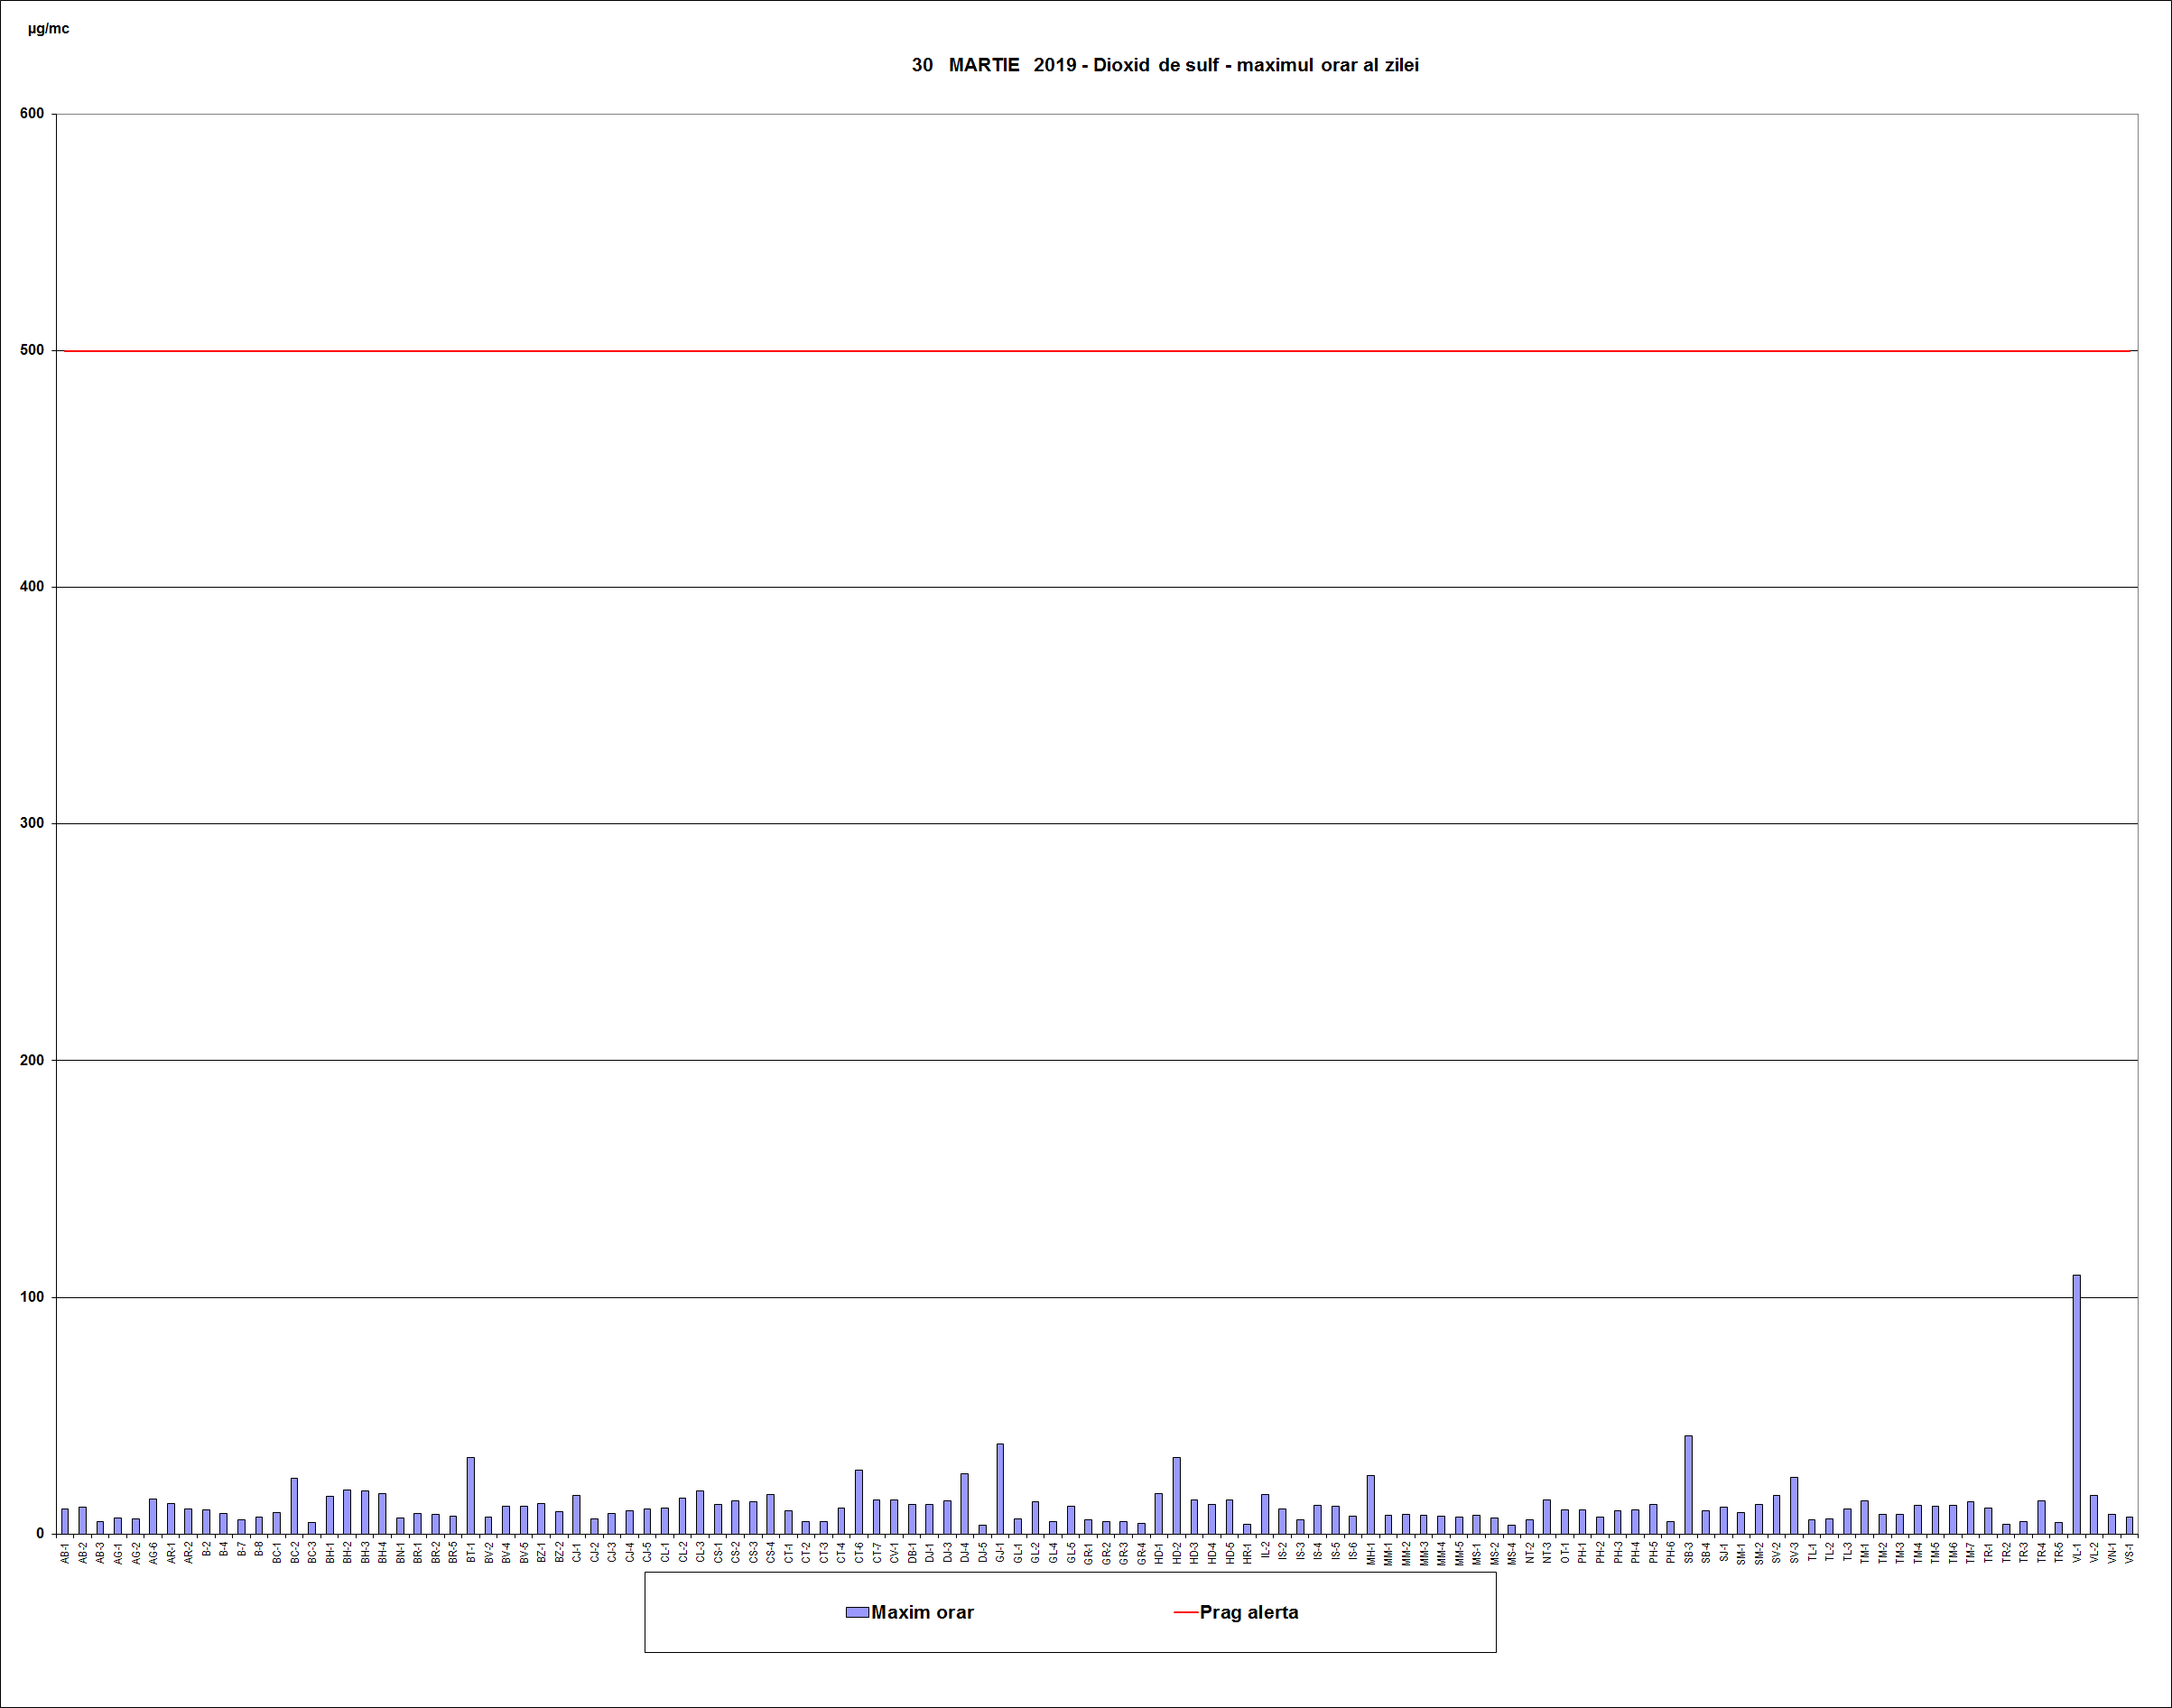 µg/mc
30 MARTIE 2019 - Dioxid de sulf - maximul orar al zilei
600
500
400
300
200
100
0
AB-1 AB-2 AB-3 AG-1 AG-2 AG-6 AR-1 AR-2 B-2 B-4 B-7 B-8 BC-1 BC-2 BC-3 BH-1 BH-2 BH-3 BH-4 BN-1 BR-1 BR-2 BR-5 BT-1 BV-2 BV-4 BV-5 BZ-1 BZ-2 CJ-1 CJ-2 CJ-3 CJ-4 CJ-5 CL-1 CL-2 CL-3 CS-1 CS-2 CS-3 CS-4 CT-1 CT-2 CT-3 CT-4 CT-6 CT-7 CV-1 DB-1 DJ-1 DJ-3 DJ-4 DJ-5 GJ-1 GL-1 GL-2 GL-4 GL-5 GR-1 GR-2 GR-3 GR-4 HD-1 HD-2 HD-3 HD-4 HD-5 HR-1 IL-2 IS-2 IS-3 IS-4 IS-5 IS-6 MH-1 MM-1 MM-2 MM-3 MM-4 MM-5 MS-1 MS-2 MS-4 NT-2 NT-3 OT-1 PH-1 PH-2 PH-3 PH-4 PH-5 PH-6 SB-3 SB-4 SJ-1 SM-1 SM-2 SV-2 SV-3 TL-1 TL-2 TL-3 TM-1 TM-2 TM-3 TM-4 TM-5 TM-6 TM-7 TR-1 TR-2 TR-3 TR-4 TR-5 VL-1 VL-2 VN-1 VS-1
Maxim orar Prag alerta